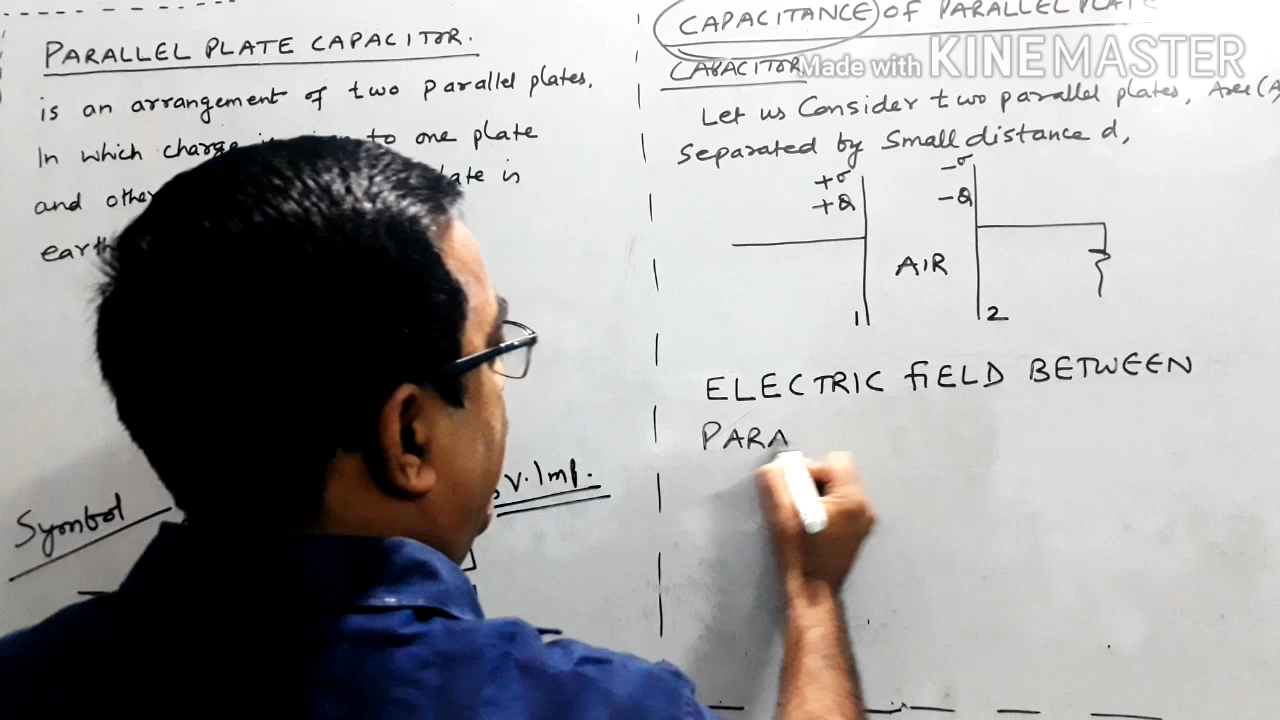 PARALLEL PLATE CAPACITOR.
is an arrangement of two parallel plates.
In which charge to one plate
and other plate is
earth
Symbol
V. Imp.
CAPACITANCE OF PARALLEL PLATE
CAPACITOR
Made with KINEMASTER
Let us Consider two parallel plates, Area (A
Separated by Small distance d,
+σ
+Q
-σ
-Q
AIR
1
2
ELECTRIC FIELD BETWEEN
PARA